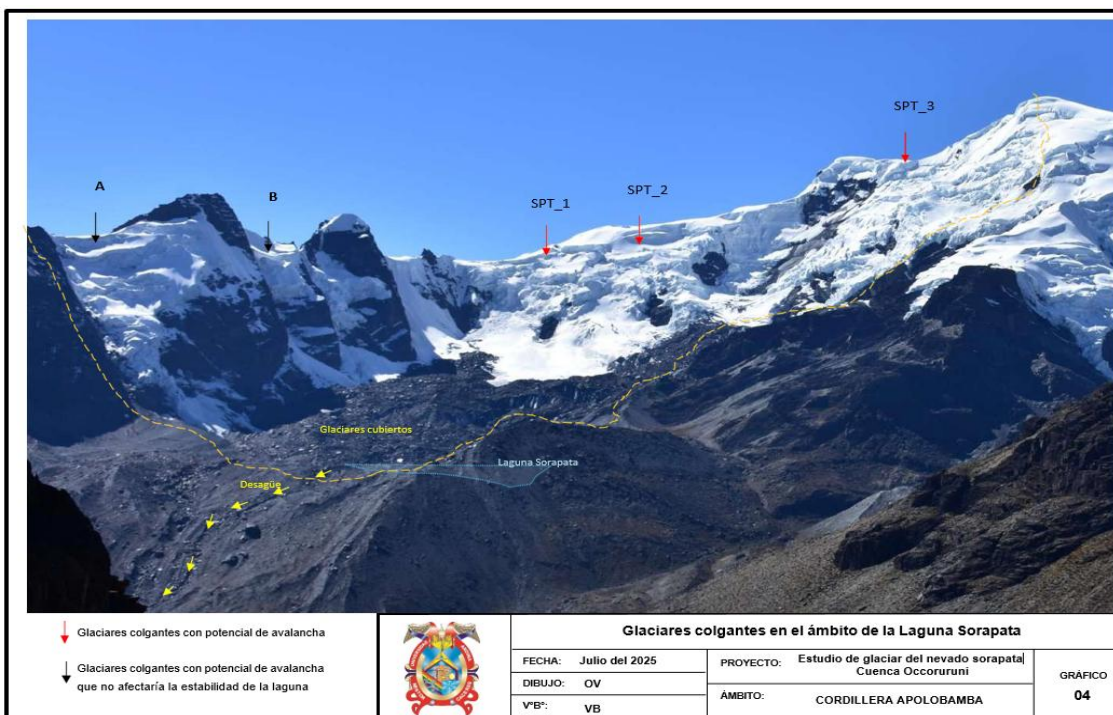 A
B
SPT_1
SPT_2
SPT_3
Glaciares cubiertos
Laguna Sorapata
Desagüe
Glaciares colgantes con potencial de avalancha
Glaciares colgantes con potencial de avalancha
que no afectaría la estabilidad de la laguna
Glaciares colgantes en el ámbito de la Laguna Sorapata
FECHA: Julio del 2025
DIBUJO: OV
V°B°: VB
PROYECTO: Estudio de glaciar del nevado sorapata
Cuenca Occoruruni
ÁMBITO: CORDILLERA APOLOBAMBA
GRÁFICO
04